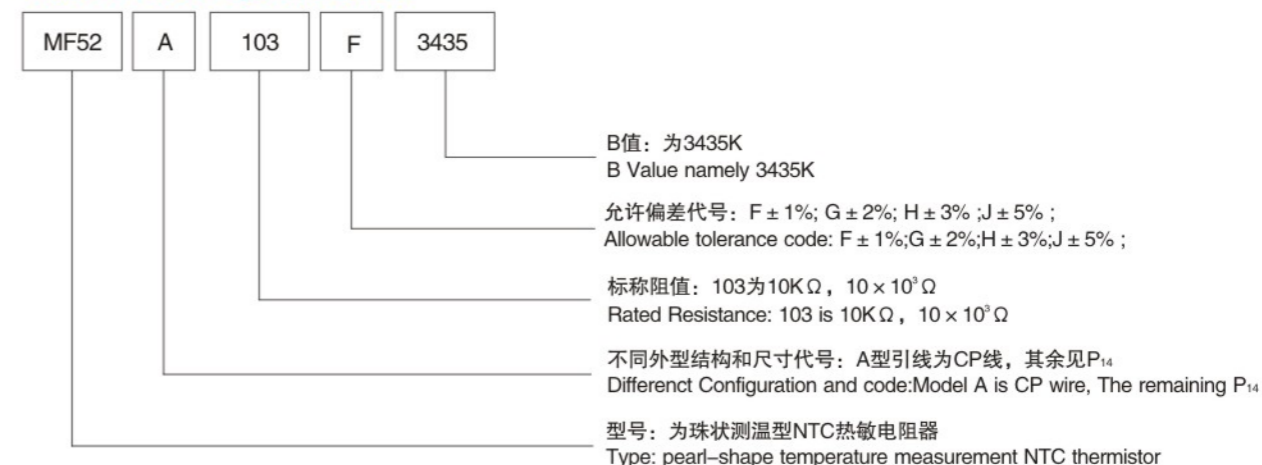 MF52 A 103 F 3435
B值：为3435K
B Value namely 3435K
允许偏差代号：F ± 1%; G ± 2%; H ± 3% ;J ± 5% ;
Allowable tolerance code: F ± 1%;G ± 2%;H ± 3%;J ± 5% ;
标称阻值：103为10KΩ，10 × 10³Ω
Rated Resistance: 103 is 10KΩ，10 × 10³Ω
不同外型结构和尺寸代号：A型引线为CP线，其余见P₁₄
Differenct Configuration and code:Model A is CP wire, The remaining P₁₄
型号：为珠状测温型NTC热敏电阻器
Type: pearl–shape temperature measurement NTC thermistor